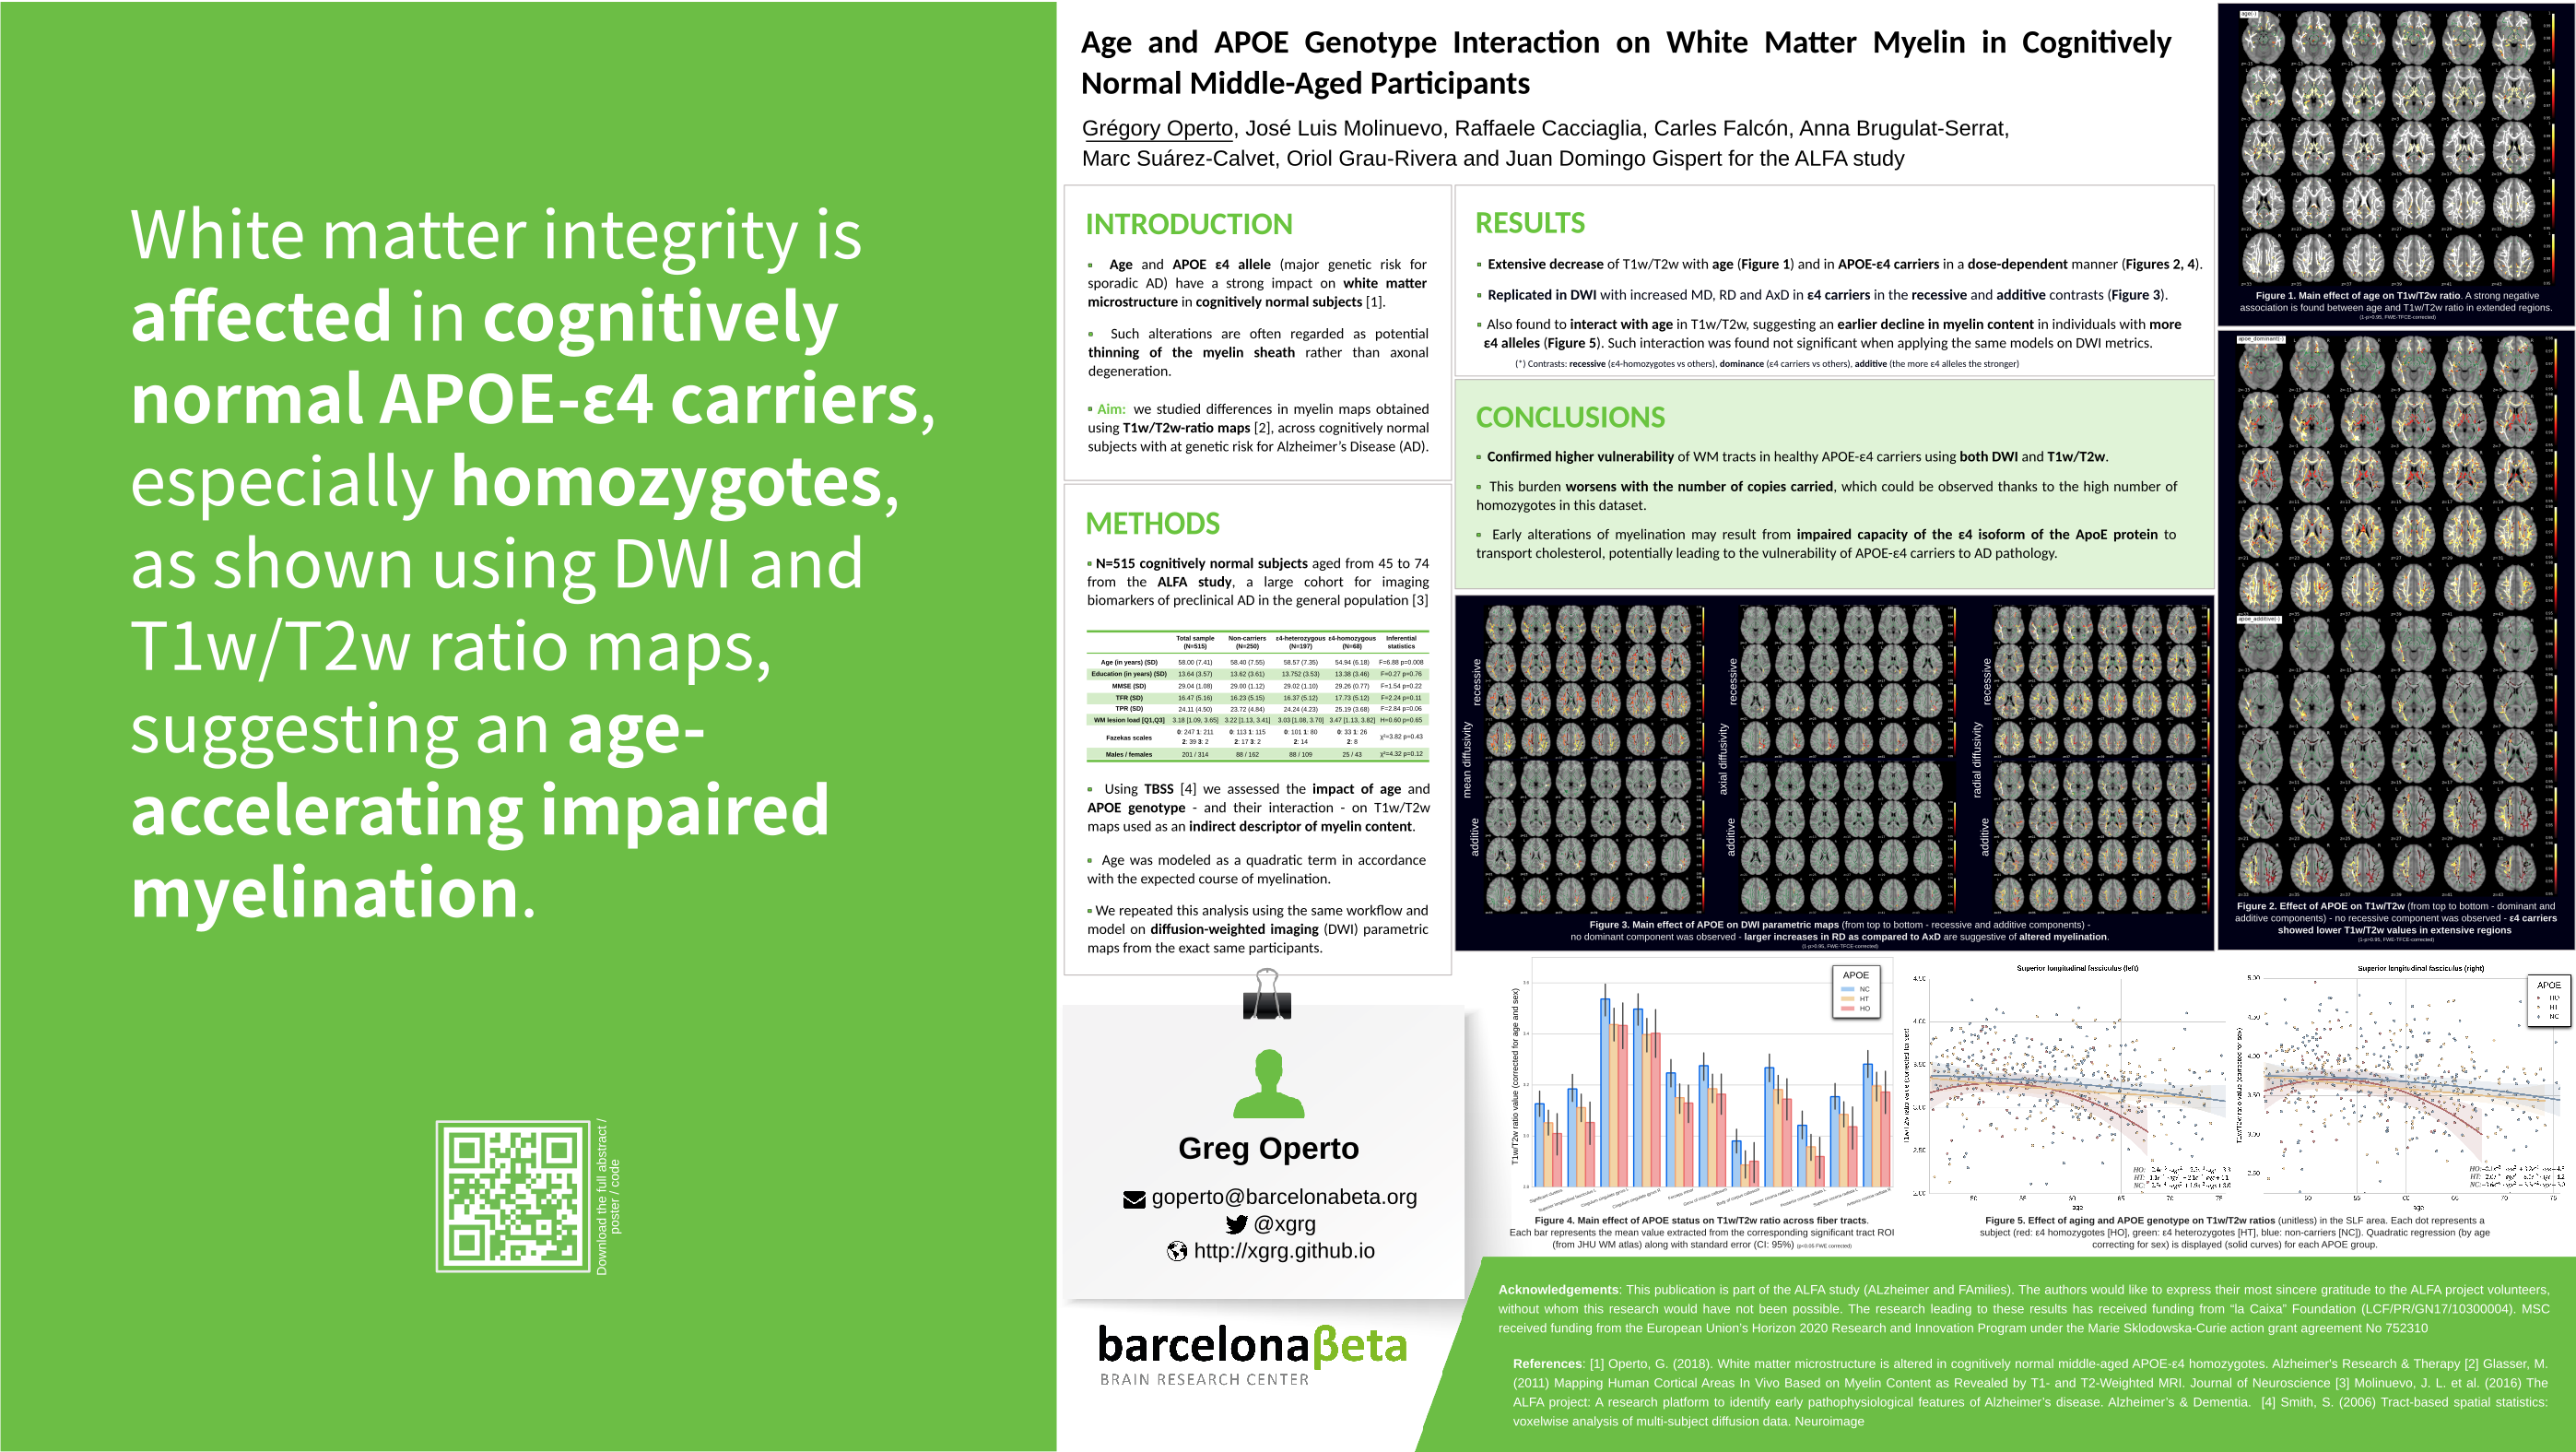 White matter integrity is
affected in cognitively
normal APOE-ε4 carriers,
especially homozygotes,
as shown using DWI and
T1w/T2w ratio maps,
suggesting an age-
accelerating impaired
myelination.
Download the full abstract /
poster / code
Age and APOE Genotype Interaction on White Matter Myelin in Cognitively
Normal Middle-Aged Participants
Grégory Operto, José Luis Molinuevo, Raffaele Cacciaglia, Carles Falcón, Anna Brugulat-Serrat,
Marc Suárez-Calvet, Oriol Grau-Rivera and Juan Domingo Gispert for the ALFA study
INTRODUCTION
▪ Age and APOE ε4 allele (major genetic risk for
sporadic AD) have a strong impact on white matter
microstructure in cognitively normal subjects [1].
▪ Such alterations are often regarded as potential
thinning of the myelin sheath rather than axonal
degeneration.
▪ Aim: we studied differences in myelin maps obtained
using T1w/T2w-ratio maps [2], across cognitively normal
subjects with at genetic risk for Alzheimer's Disease (AD).
METHODS
▪ N=515 cognitively normal subjects aged from 45 to 74
from the ALFA study, a large cohort for imaging
biomarkers of preclinical AD in the general population [3]
Total sample Non-carriers ε4-heterozygous ε4-homozygous Inferential
(N=515) (N=250) (N=197) (N=68) statistics
Age (in years) (SD) 58.00 (7.41) 58.40 (7.55) 58.57 (7.35) 54.94 (6.18) F=6.88 p=0.008
Education (in years) (SD) 13.64 (3.57) 13.62 (3.61) 13.752 (3.53) 13.38 (3.46) F=0.27 p=0.76
MMSE (SD) 29.04 (1.08) 29.00 (1.12) 29.02 (1.10) 29.26 (0.77) F=1.54 p=0.22
TFR (SD) 16.47 (5.16) 16.23 (5.15) 16.37 (5.12) 17.73 (5.12) F=2.24 p=0.11
TPR (SD) 24.11 (4.50) 23.72 (4.84) 24.24 (4.23) 25.19 (3.68) F=2.84 p=0.06
WM lesion load [Q1,Q3] 3.18 [1.09, 3.65] 3.22 [1.13, 3.41] 3.03 [1.08, 3.70] 3.47 [1.13, 3.82] H=0.60 p=0.65
Fazekas scales 0: 247 1: 211 0: 113 1: 115 0: 101 1: 80 0: 33 1: 26 χ²=3.82 p=0.43
2: 39 3: 2 2: 17 3: 2 2: 14 2: 8
Males / females 201 / 314 88 / 162 88 / 109 25 / 43 χ²=4.32 p=0.12
▪ Using TBSS [4] we assessed the impact of age and
APOE genotype - and their interaction - on T1w/T2w
maps used as an indirect descriptor of myelin content.
▪ Age was modeled as a quadratic term in accordance
with the expected course of myelination.
▪ We repeated this analysis using the same workflow and
model on diffusion-weighted imaging (DWI) parametric
maps from the exact same participants.
Greg Operto
goperto@barcelonabeta.org
@xgrg
http://xgrg.github.io
barcelonaβeta
BRAIN RESEARCH CENTER
RESULTS
▪ Extensive decrease of T1w/T2w with age (Figure 1) and in APOE-ε4 carriers in a dose-dependent manner (Figures 2, 4).
▪ Replicated in DWI with increased MD, RD and AxD in ε4 carriers in the recessive and additive contrasts (Figure 3).
▪ Also found to interact with age in T1w/T2w, suggesting an earlier decline in myelin content in individuals with more
ε4 alleles (Figure 5). Such interaction was found not significant when applying the same models on DWI metrics.
(*) Contrasts: recessive (ε4-homozygotes vs others), dominance (ε4 carriers vs others), additive (the more ε4 alleles the stronger)
CONCLUSIONS
▪ Confirmed higher vulnerability of WM tracts in healthy APOE-ε4 carriers using both DWI and T1w/T2w.
▪ This burden worsens with the number of copies carried, which could be observed thanks to the high number of
homozygotes in this dataset.
▪ Early alterations of myelination may result from impaired capacity of the ε4 isoform of the ApoE protein to
transport cholesterol, potentially leading to the vulnerability of APOE-ε4 carriers to AD pathology.
mean diffusivity
recessive
additive
axial diffusivity
recessive
additive
radial diffusivity
recessive
additive
Figure 3. Main effect of APOE on DWI parametric maps (from top to bottom - recessive and additive components) -
no dominant component was observed - larger increases in RD as compared to AxD are suggestive of altered myelination.
(1-p>0.95, FWE-TFCE-corrected)
age(-)
Figure 1. Main effect of age on T1w/T2w ratio. A strong negative
association is found between age and T1w/T2w ratio in extended regions.
(1-p>0.95, FWE-TFCE-corrected)
apoe_dominant(-)
apoe_additive(-)
Figure 2. Effect of APOE on T1w/T2w (from top to bottom - dominant and
additive components) - no recessive component was observed - ε4 carriers
showed lower T1w/T2w values in extensive regions
(1-p>0.95, FWE-TFCE-corrected)
T1w/T2w ratio value (corrected for age and sex)
APOE
NC
HT
HO
Figure 4. Main effect of APOE status on T1w/T2w ratio across fiber tracts.
Each bar represents the mean value extracted from the corresponding significant tract ROI
(from JHU WM atlas) along with standard error (CI: 95%) (p<0.05 FWE corrected)
Superior longitudinal fasciculus (left)
age
Superior longitudinal fasciculus (right)
APOE
HO
HT
NC
age
Figure 5. Effect of aging and APOE genotype on T1w/T2w ratios (unitless) in the SLF area. Each dot represents a
subject (red: ε4 homozygotes [HO], green: ε4 heterozygotes [HT], blue: non-carriers [NC]). Quadratic regression (by age
correcting for sex) is displayed (solid curves) for each APOE group.
Acknowledgements: This publication is part of the ALFA study (ALzheimer and FAmilies). The authors would like to express their most sincere gratitude to the ALFA project volunteers,
without whom this research would have not been possible. The research leading to these results has received funding from “la Caixa” Foundation (LCF/PR/GN17/10300004). MSC
received funding from the European Union's Horizon 2020 Research and Innovation Program under the Marie Sklodowska-Curie action grant agreement No 752310
References: [1] Operto, G. (2018). White matter microstructure is altered in cognitively normal middle-aged APOE-ε4 homozygotes. Alzheimer's Research & Therapy [2] Glasser, M.
(2011) Mapping Human Cortical Areas In Vivo Based on Myelin Content as Revealed by T1- and T2-Weighted MRI. Journal of Neuroscience [3] Molinuevo, J. L. et al. (2016) The
ALFA project: A research platform to identify early pathophysiological features of Alzheimer's disease. Alzheimer's & Dementia. [4] Smith, S. (2006) Tract-based spatial statistics:
voxelwise analysis of multi-subject diffusion data. Neuroimage